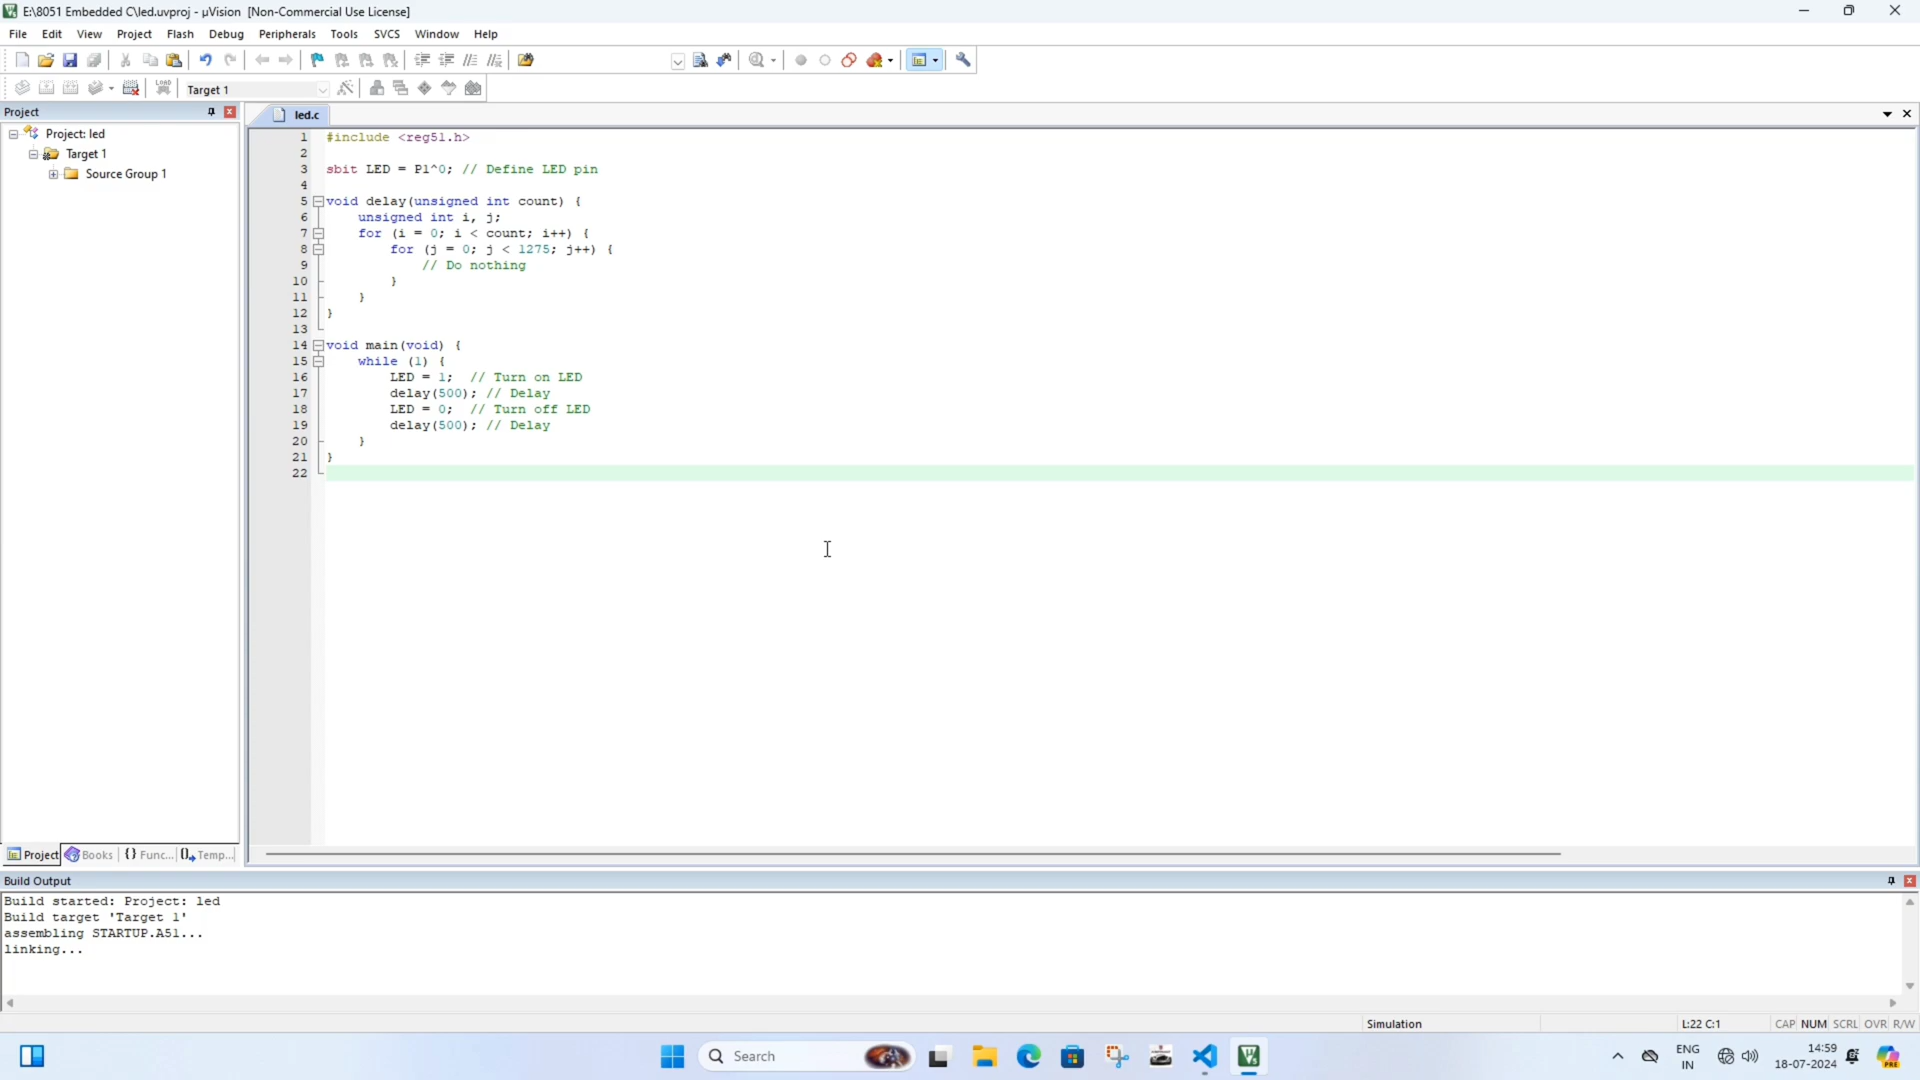 E:\8051 Embedded C\led.uvproj - µVision [Non-Commercial Use License]
File Edit View Project Flash Debug Peripherals Tools SVCS Window Help
LOAD Target 1
Project
led.c
Project: led
Target 1
Source Group 1
1 #include <reg51.h>
2
3 sbit LED = P1^0; // Define LED pin
4
5 void delay(unsigned int count) {
6 unsigned int i, j;
7 for (i = 0; i < count; i++) {
8 for (j = 0; j < 1275; j++) {
9 // Do nothing
10 }
11 }
12 }
13
14 void main(void) {
15 while (1) {
16 LED = 1; // Turn on LED
17 delay(500); // Delay
18 LED = 0; // Turn off LED
19 delay(500); // Delay
20 }
21 }
22
Project Books {} Func... {} Temp...
Build Output
Build started: Project: led
Build target 'Target 1'
assembling STARTUP.A51...
linking...
Simulation L:22 C:1 CAP NUM SCRL OVR R/W
Search
ENG
IN
14:59
18-07-2024
PRE